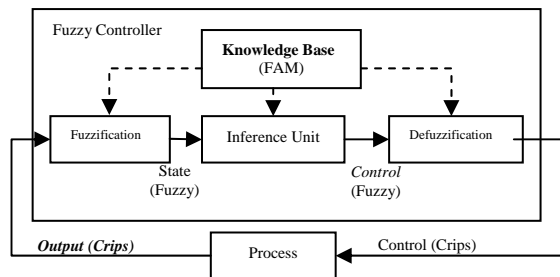 Fuzzy Controller
Knowledge Base
(FAM)
Fuzzification
Inference Unit
Defuzzification
State
(Fuzzy)
Control
(Fuzzy)
Output (Crips)
Process
Control (Crips)